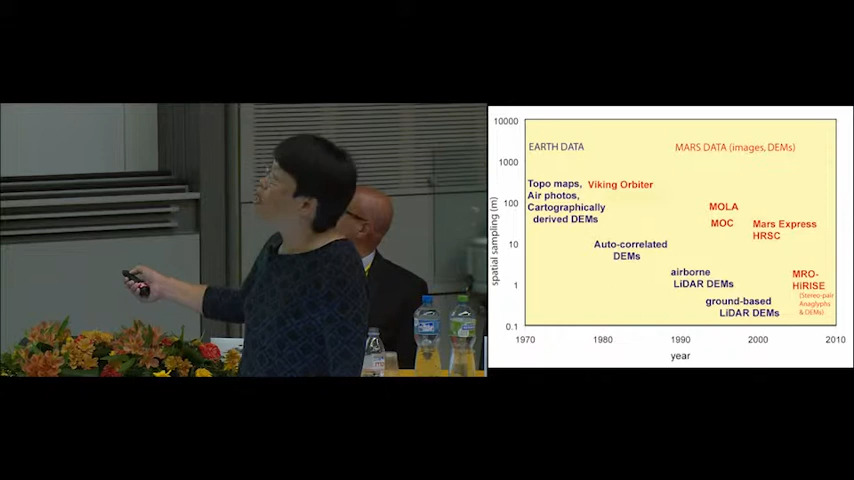 10000
1000
100
10
1
0.1
spatial sampling (m)
EARTH DATA
MARS DATA (images, DEMs)
Topo maps,
Air photos,
Cartographically
derived DEMs
Viking Orbiter
MOLA
MOC
Mars Express
HRSC
Auto-correlated
DEMs
airborne
LiDAR DEMs
MRO-
HiRISE
(Stereo-pair
Anaglyphs
& DEMs)
ground-based
LiDAR DEMs
1970
1980
1990
2000
2010
year